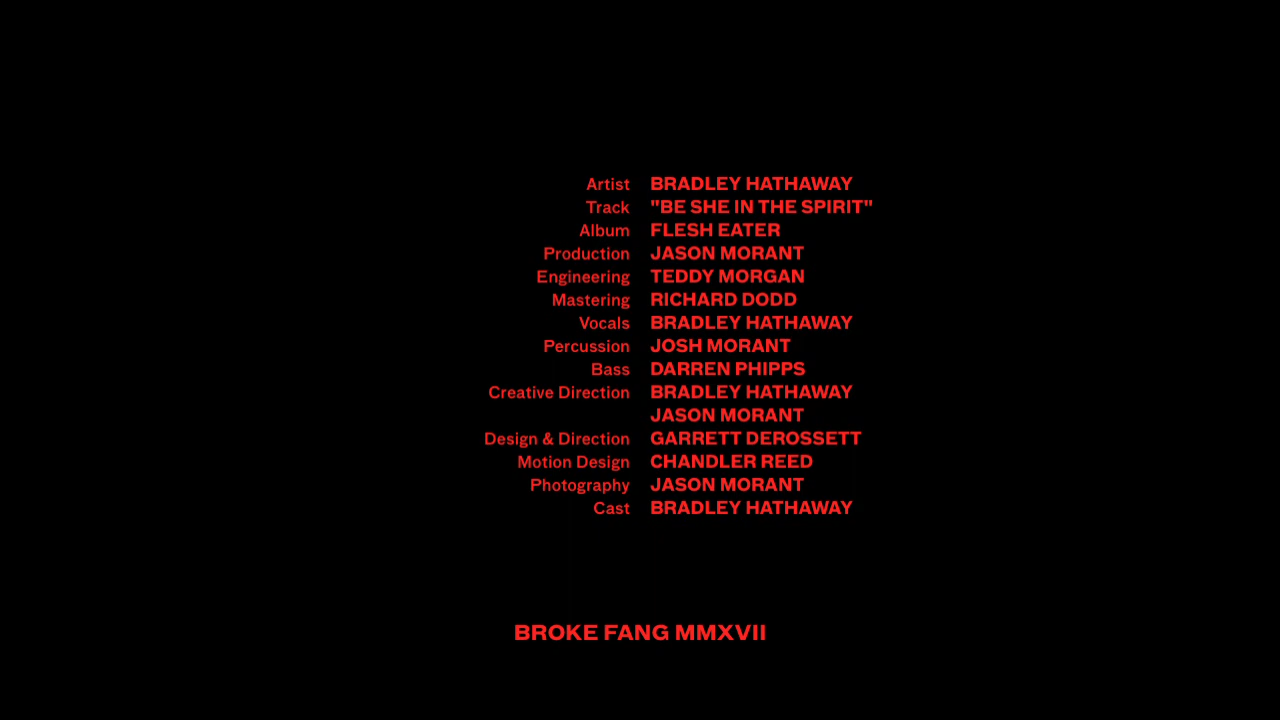 Artist BRADLEY HATHAWAY
Track "BE SHE IN THE SPIRIT"
Album FLESH EATER
Production JASON MORANT
Engineering TEDDY MORGAN
Mastering RICHARD DODD
Vocals BRADLEY HATHAWAY
Percussion JOSH MORANT
Bass DARREN PHIPPS
Creative Direction BRADLEY HATHAWAY
JASON MORANT
Design & Direction GARRETT DEROSSETT
Motion Design CHANDLER REED
Photography JASON MORANT
Cast BRADLEY HATHAWAY
BROKE FANG MMXVII